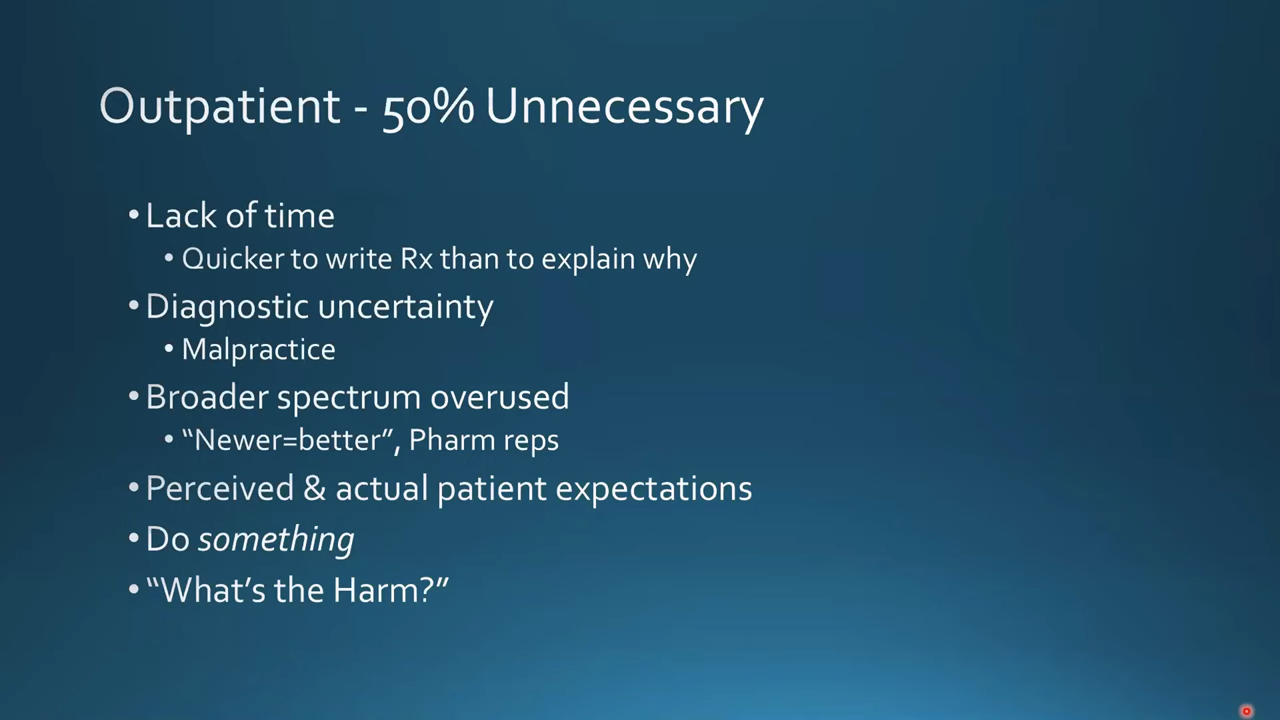 Outpatient - 50% Unnecessary
•Lack of time
• Quicker to write Rx than to explain why
•Diagnostic uncertainty
• Malpractice
•Broader spectrum overused
• “Newer=better”, Pharm reps
•Perceived & actual patient expectations
•Do something
•“What’s the Harm?”